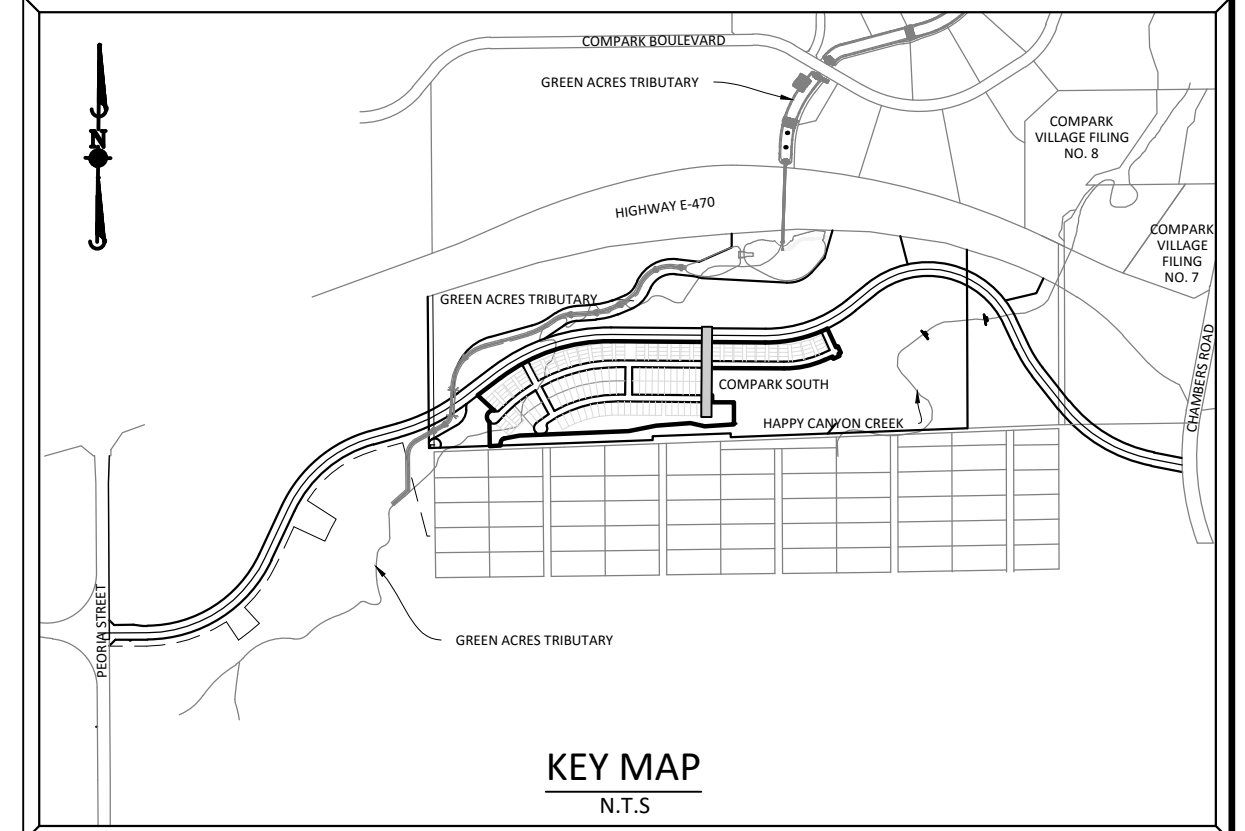 COMPARK BOULEVARD
GREEN ACRES TRIBUTARY
N
COMPARK
VILLAGE FILING
NO. 8
HIGHWAY E-470
COMPARK
VILLAGE
FILING
NO. 7
GREEN ACRES TRIBUTARY
CHAMBERS ROAD
COMPARK SOUTH
HAPPY CANYON CREEK
PEORIA STREET
GREEN ACRES TRIBUTARY
KEY MAP
N.T.S